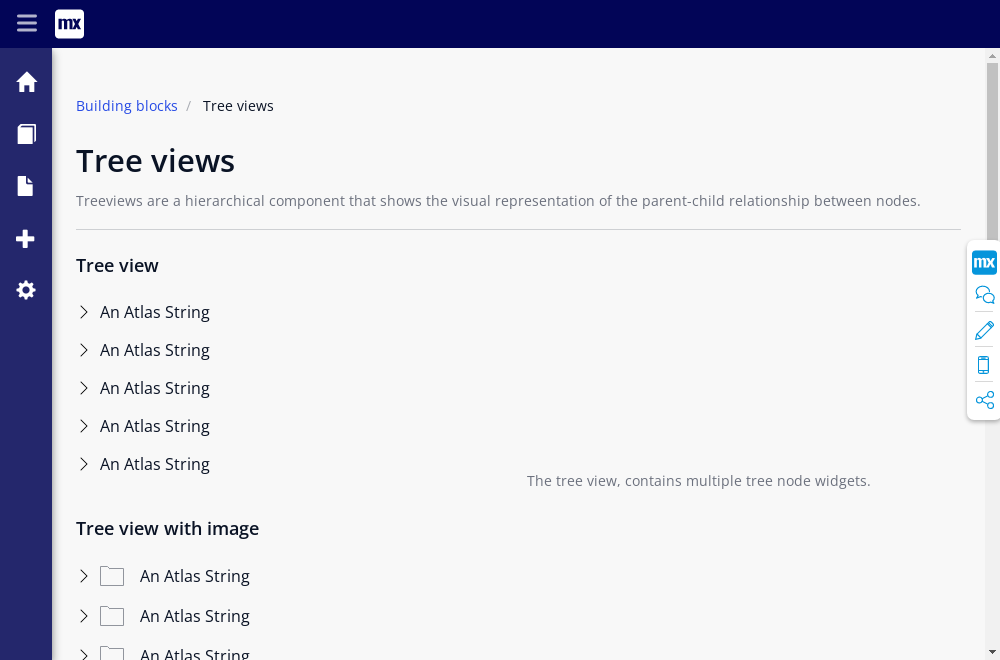 mx
Building blocks / Tree views
Tree views
Treeviews are a hierarchical component that shows the visual representation of the parent-child relationship between nodes.
Tree view
An Atlas String
An Atlas String
An Atlas String
An Atlas String
An Atlas String
The tree view, contains multiple tree node widgets.
Tree view with image
An Atlas String
An Atlas String
An Atlas String
mx